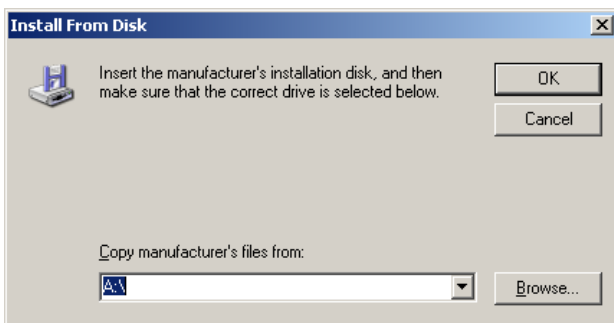 Install From Disk
Insert the manufacturer's installation disk, and then
make sure that the correct drive is selected below.
OK
Cancel
Copy manufacturer's files from:
A:\
Browse...